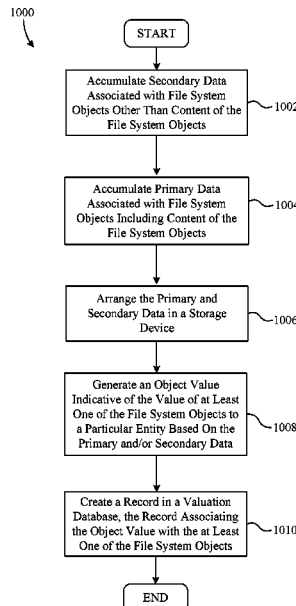 1000
START
Accumulate Secondary Data
Associated with File System
Objects Other Than Content of the
File System Objects
1002
Accumulate Primary Data
Associated with File System
Objects Including Content of the
File System Objects
1004
Arrange the Primary and
Secondary Data in a Storage
Device
1006
Generate an Object Value
Indicative of the Value of at Least
One of the File System Objects to
a Particular Entity Based On the
Primary and/or Secondary Data
1008
Create a Record in a Valuation
Database, the Record Associating
the Object Value with the at Least
One of the File System Objects
1010
END